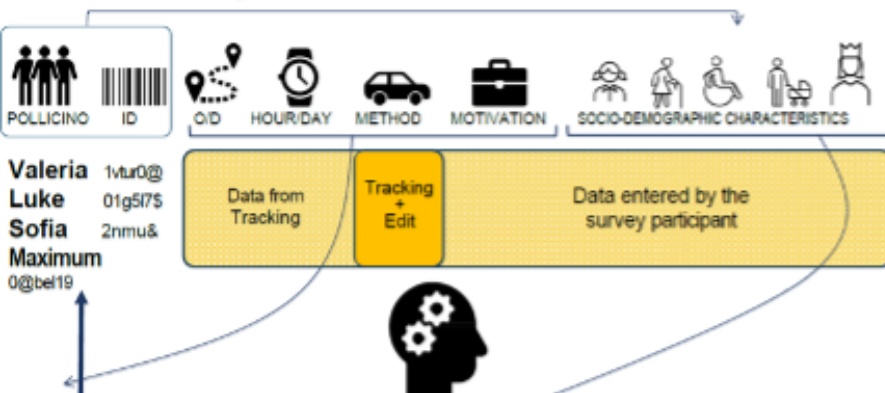 POLLICINO ID O/D HOUR/DAY METHOD MOTIVATION SOCIO-DEMOGRAPHIC CHARACTERISTICS
Valeria 1vtur0@
Luke 01g5l7$
Sofia 2nmu&
Maximum
0@bel19
Data from
Tracking
Tracking
+
Edit
Data entered by the
survey participant